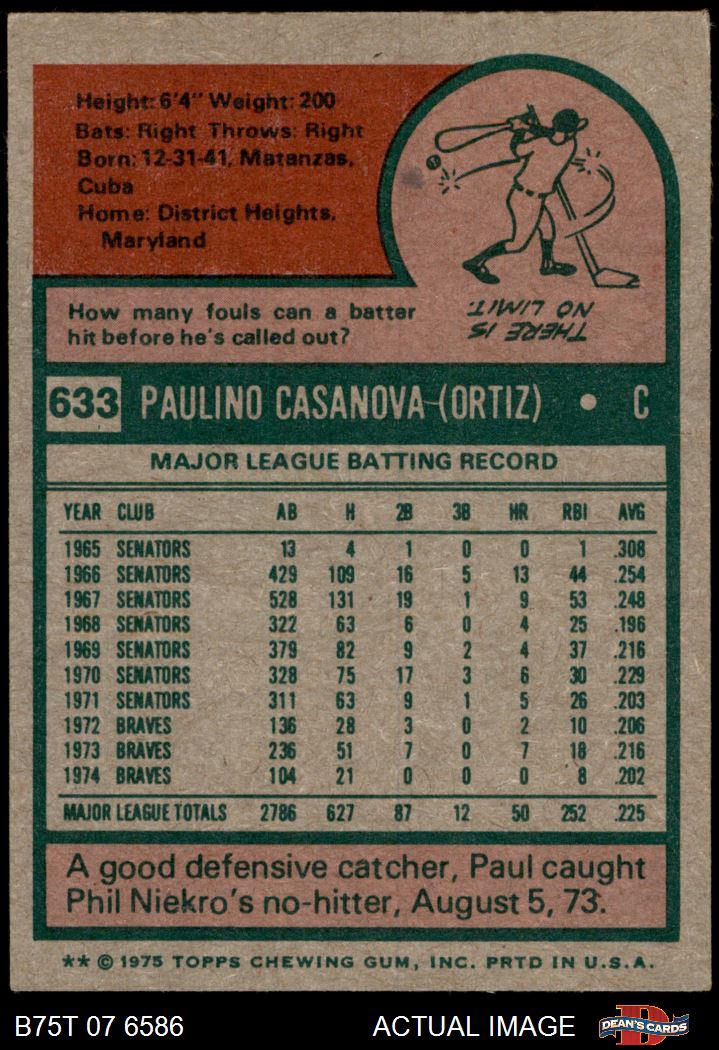 Height: 6'4" Weight: 200
Bats: Right Throws: Right
Born: 12-31-41, Matanzas,
Cuba
Home: District Heights,
Maryland
How many fouls can a batter
hit before he's called out?
THERE IS
NO LIMIT.
633 PAULINO CASANOVA-(ORTIZ) • C
MAJOR LEAGUE BATTING RECORD
YEAR CLUB AB H 2B 3B HR RBI AVG
1965 SENATORS 13 4 1 0 0 1 .308
1966 SENATORS 429 109 16 5 13 44 .254
1967 SENATORS 528 131 19 1 9 53 .248
1968 SENATORS 322 63 6 0 4 25 .196
1969 SENATORS 379 82 9 2 4 37 .216
1970 SENATORS 328 75 17 3 6 30 .229
1971 SENATORS 311 63 9 1 5 26 .203
1972 BRAVES 136 28 3 0 2 10 .206
1973 BRAVES 236 51 7 0 7 18 .216
1974 BRAVES 104 21 0 0 0 8 .202
MAJOR LEAGUE TOTALS 2786 627 87 12 50 252 .225
A good defensive catcher, Paul caught
Phil Niekro's no-hitter, August 5, 73.
** © 1975 TOPPS CHEWING GUM, INC. PRTD IN U.S.A.
B75T 07 6586 ACTUAL IMAGE D DEAN'S CARDS